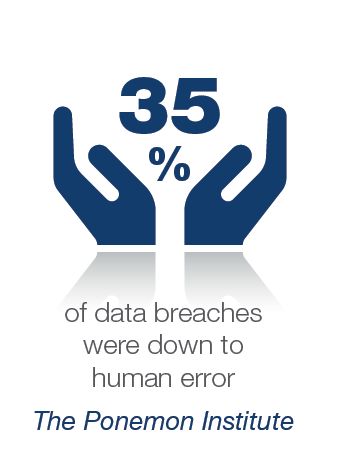 35
%
of data breaches
were down to
human error
The Ponemon Institute